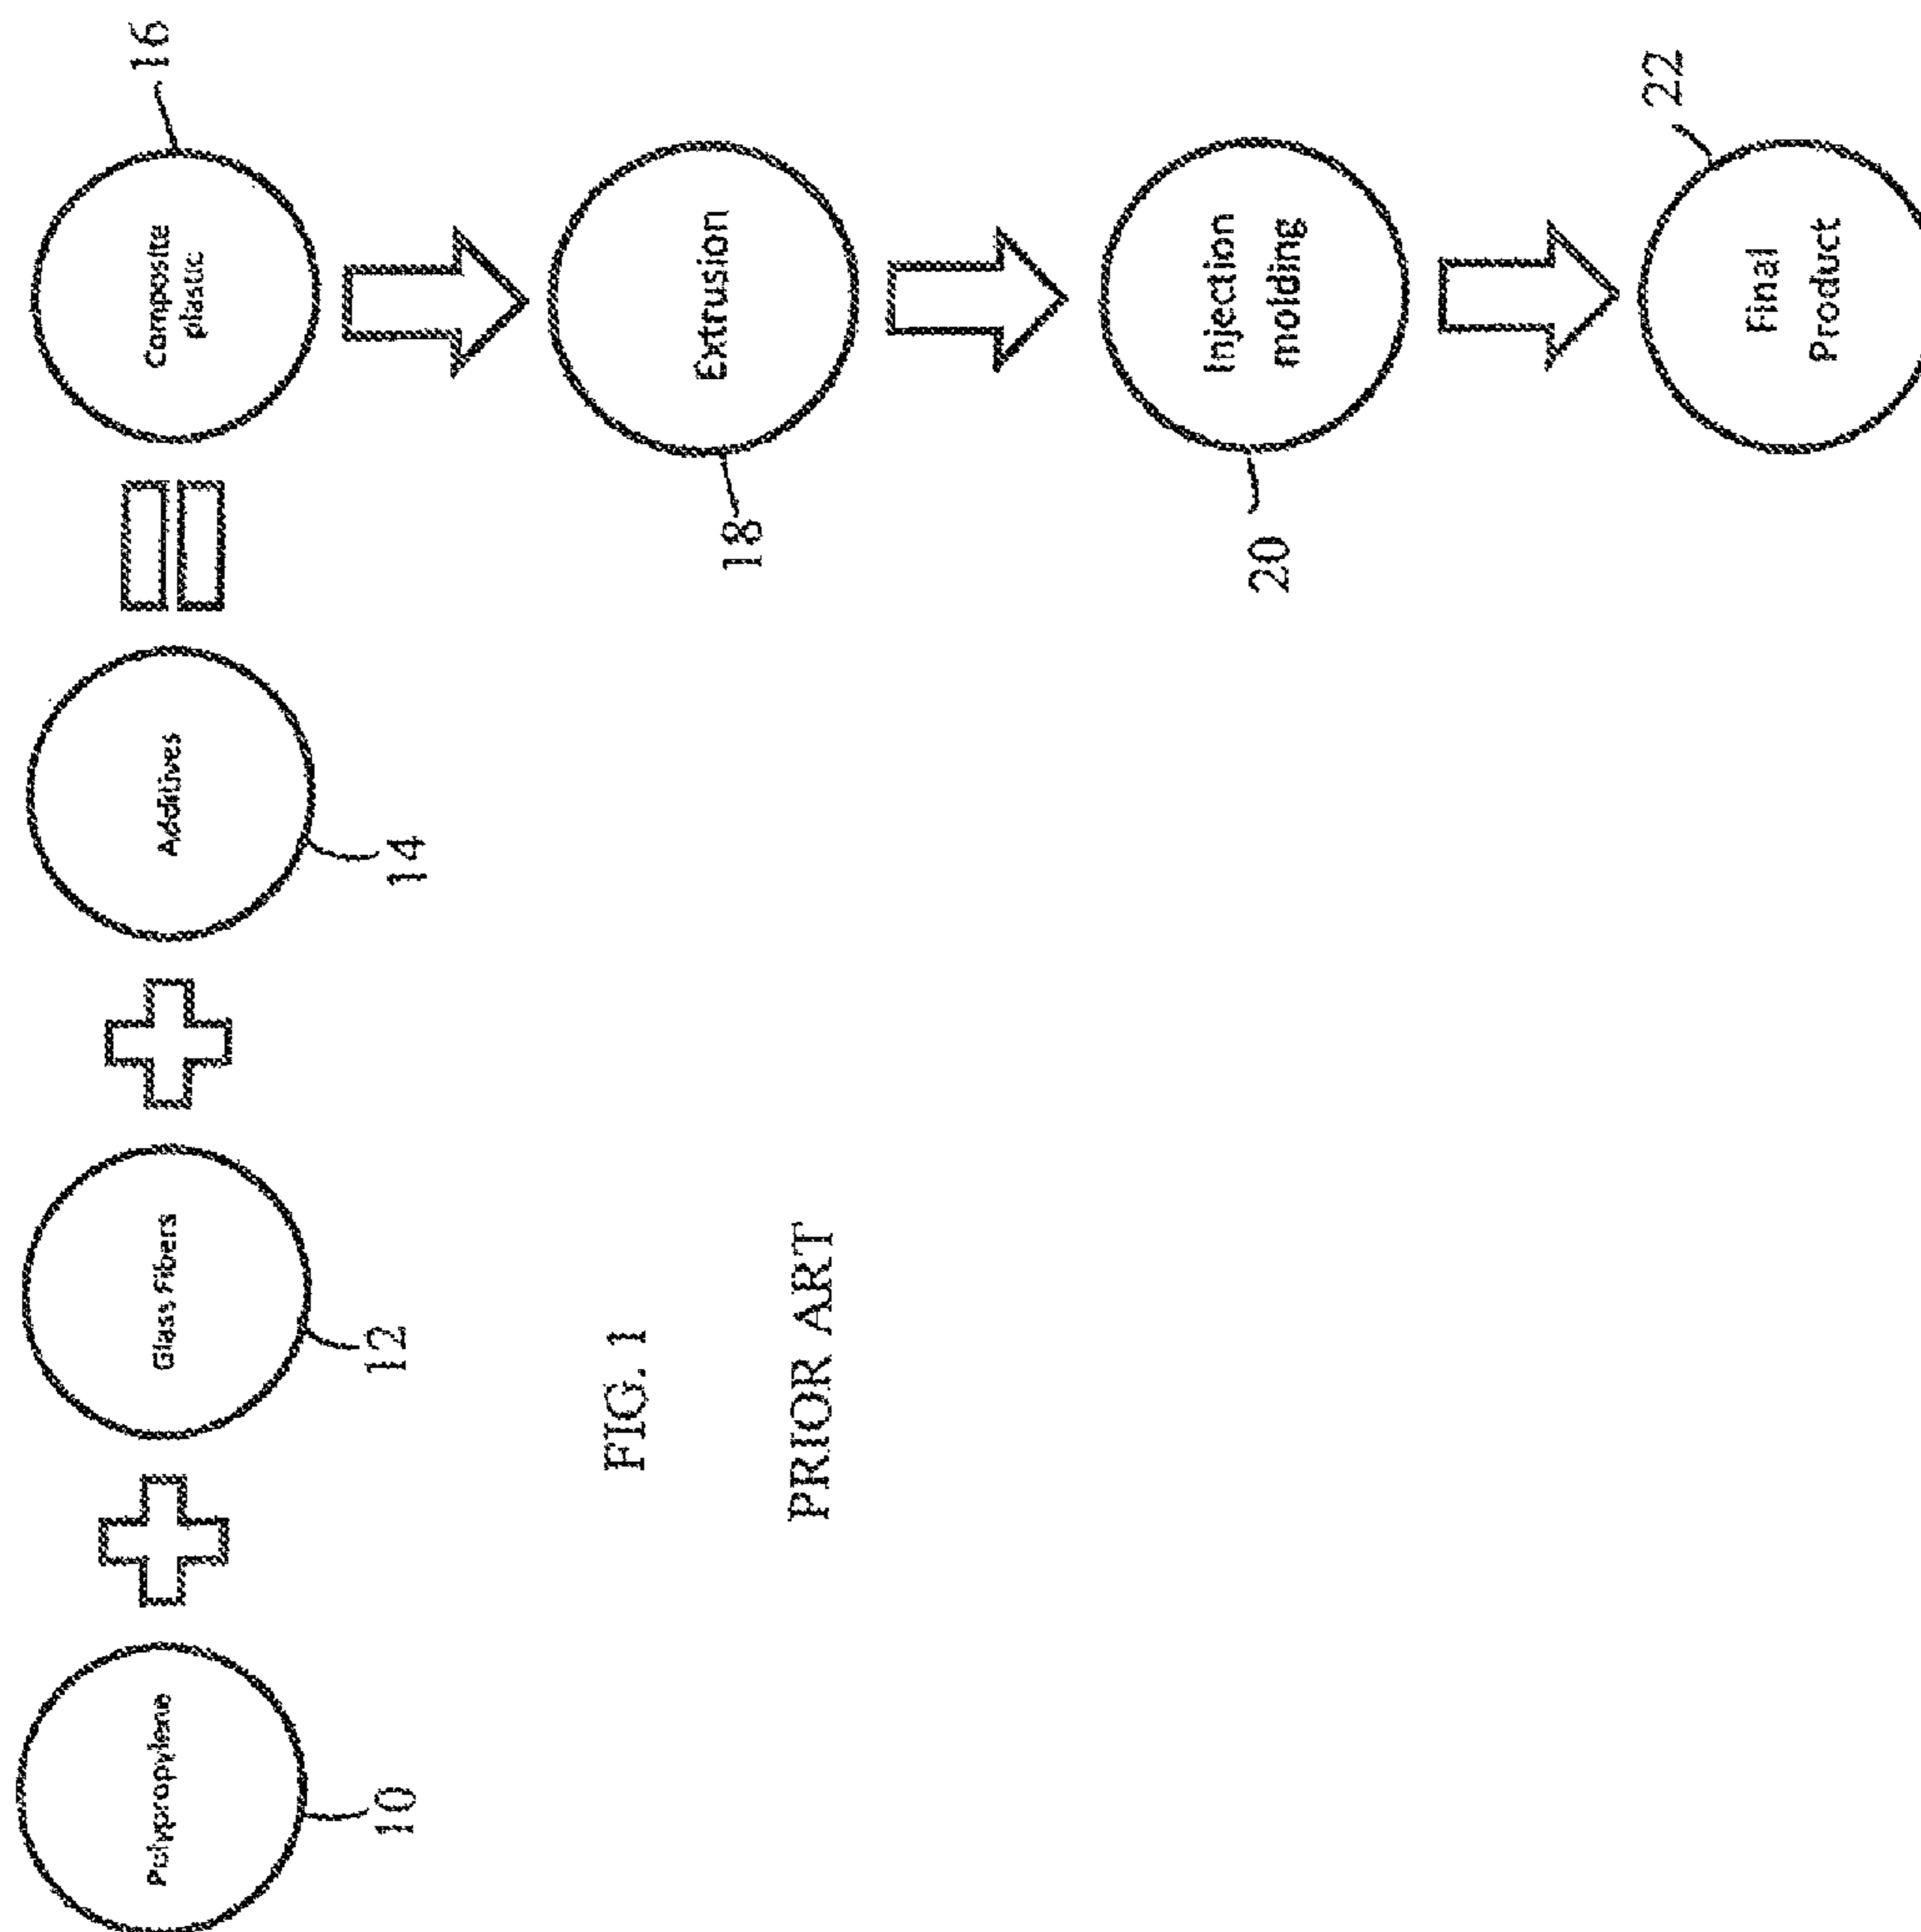 Polypropylene
10
Glass Fibers
12
Additives
14
Composite
plastic
16
Extrusion
18
Injection
molding
20
Final
Product
22
FIG. 1
PRIOR ART